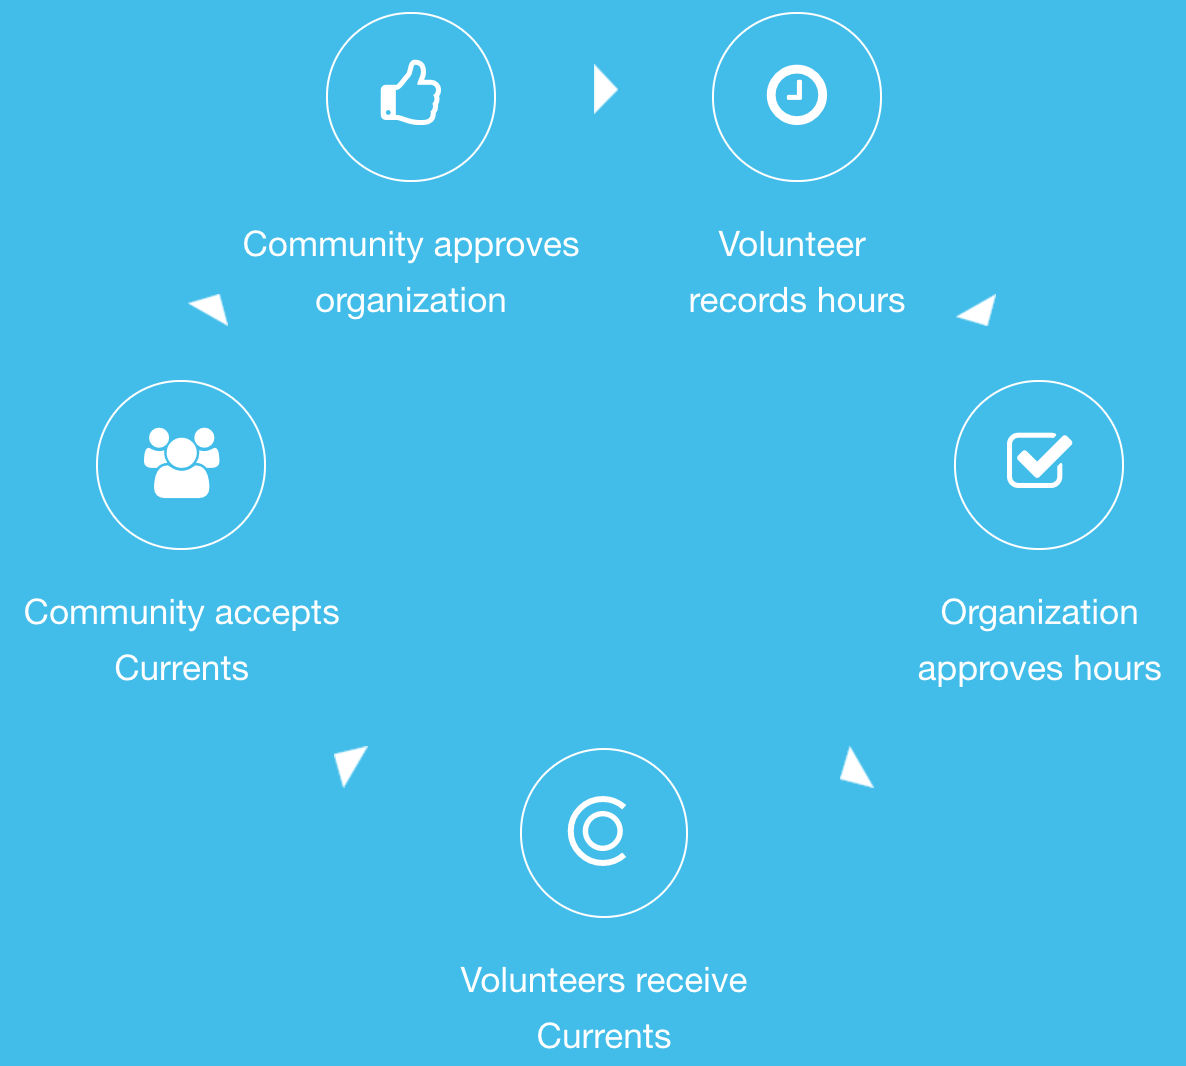 Community approves
organization
Volunteer
records hours
Community accepts
Currents
Organization
approves hours
Volunteers receive
Currents